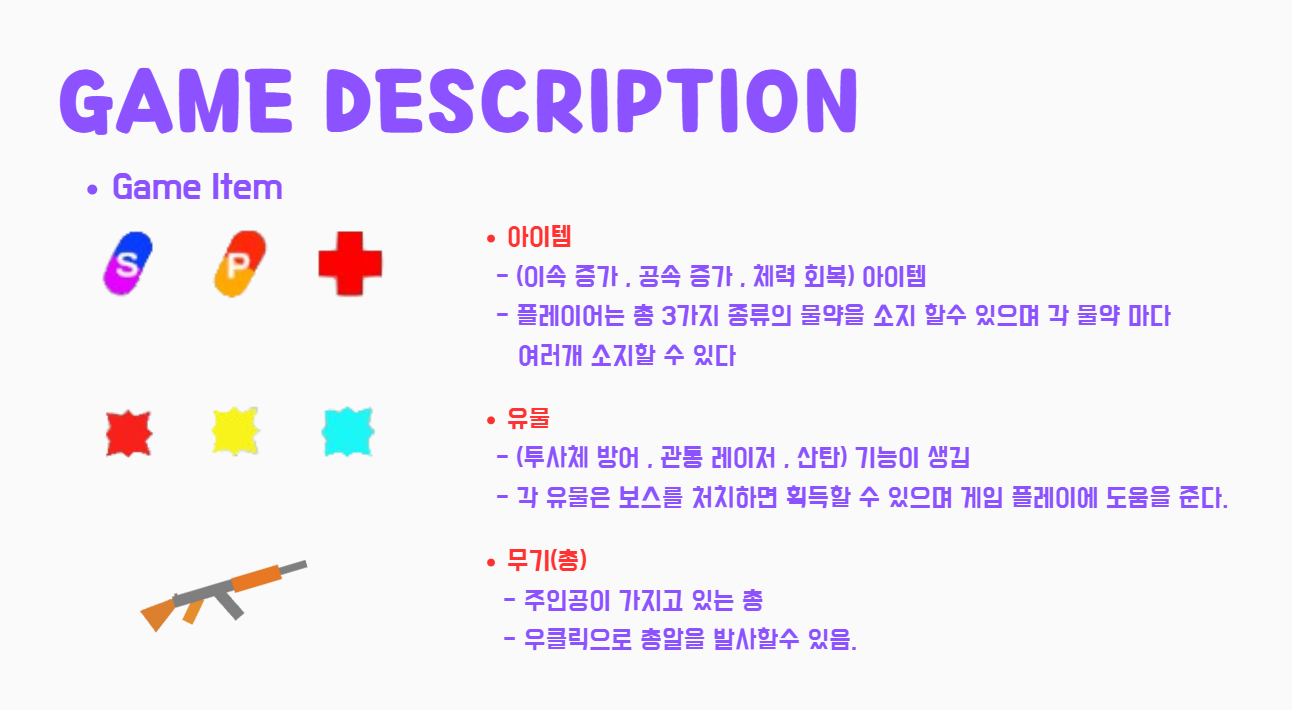 GAME DESCRIPTION
• Game Item
S
P
• 아이템
- (이속 증가 , 공속 증가 , 체력 회복) 아이템
- 플레이어는 총 3가지 종류의 물약을 소지 할수 있으며 각 물약 마다
여러개 소지할 수 있다
• 유물
- (투사체 방어 , 관통 레이저 , 산탄) 기능이 생김
- 각 유물은 보스를 처치하면 획득할 수 있으며 게임 플레이에 도움을 준다.
• 무기(총)
- 주인공이 가지고 있는 총
- 우클릭으로 총알을 발사할수 있음.